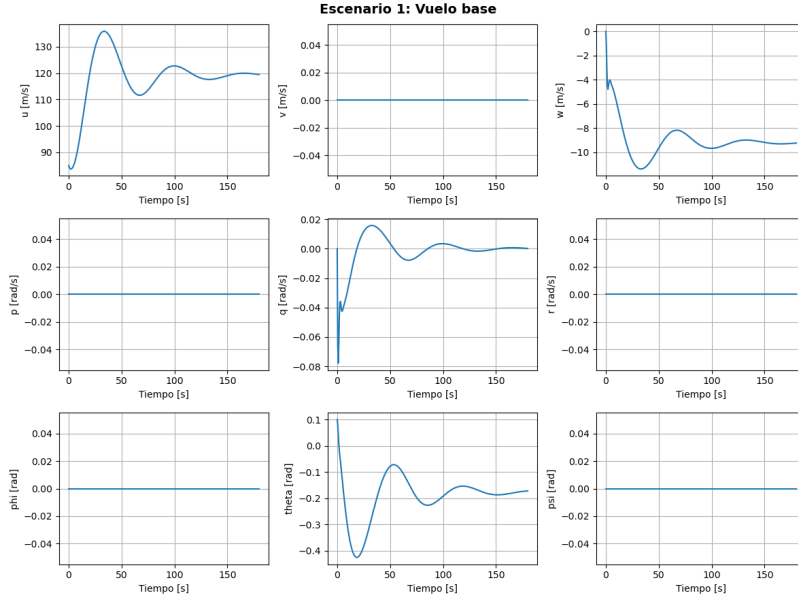 Escenario 1: Vuelo base
130
120
110
100
90
u [m/s]
0 50 100 150
Tiempo [s]
0.04
0.02
0.00
−0.02
−0.04
v [m/s]
0 50 100 150
Tiempo [s]
0
−2
−4
−6
−8
−10
w [m/s]
0 50 100 150
Tiempo [s]
0.04
0.02
0.00
−0.02
−0.04
p [rad/s]
0 50 100 150
Tiempo [s]
0.02
0.00
−0.02
−0.04
−0.06
−0.08
q [rad/s]
0 50 100 150
Tiempo [s]
0.04
0.02
0.00
−0.02
−0.04
r [rad/s]
0 50 100 150
Tiempo [s]
0.04
0.02
0.00
−0.02
−0.04
phi [rad]
0 50 100 150
Tiempo [s]
0.1
0.0
−0.1
−0.2
−0.3
−0.4
theta [rad]
0 50 100 150
Tiempo [s]
0.04
0.02
0.00
−0.02
−0.04
psi [rad]
0 50 100 150
Tiempo [s]